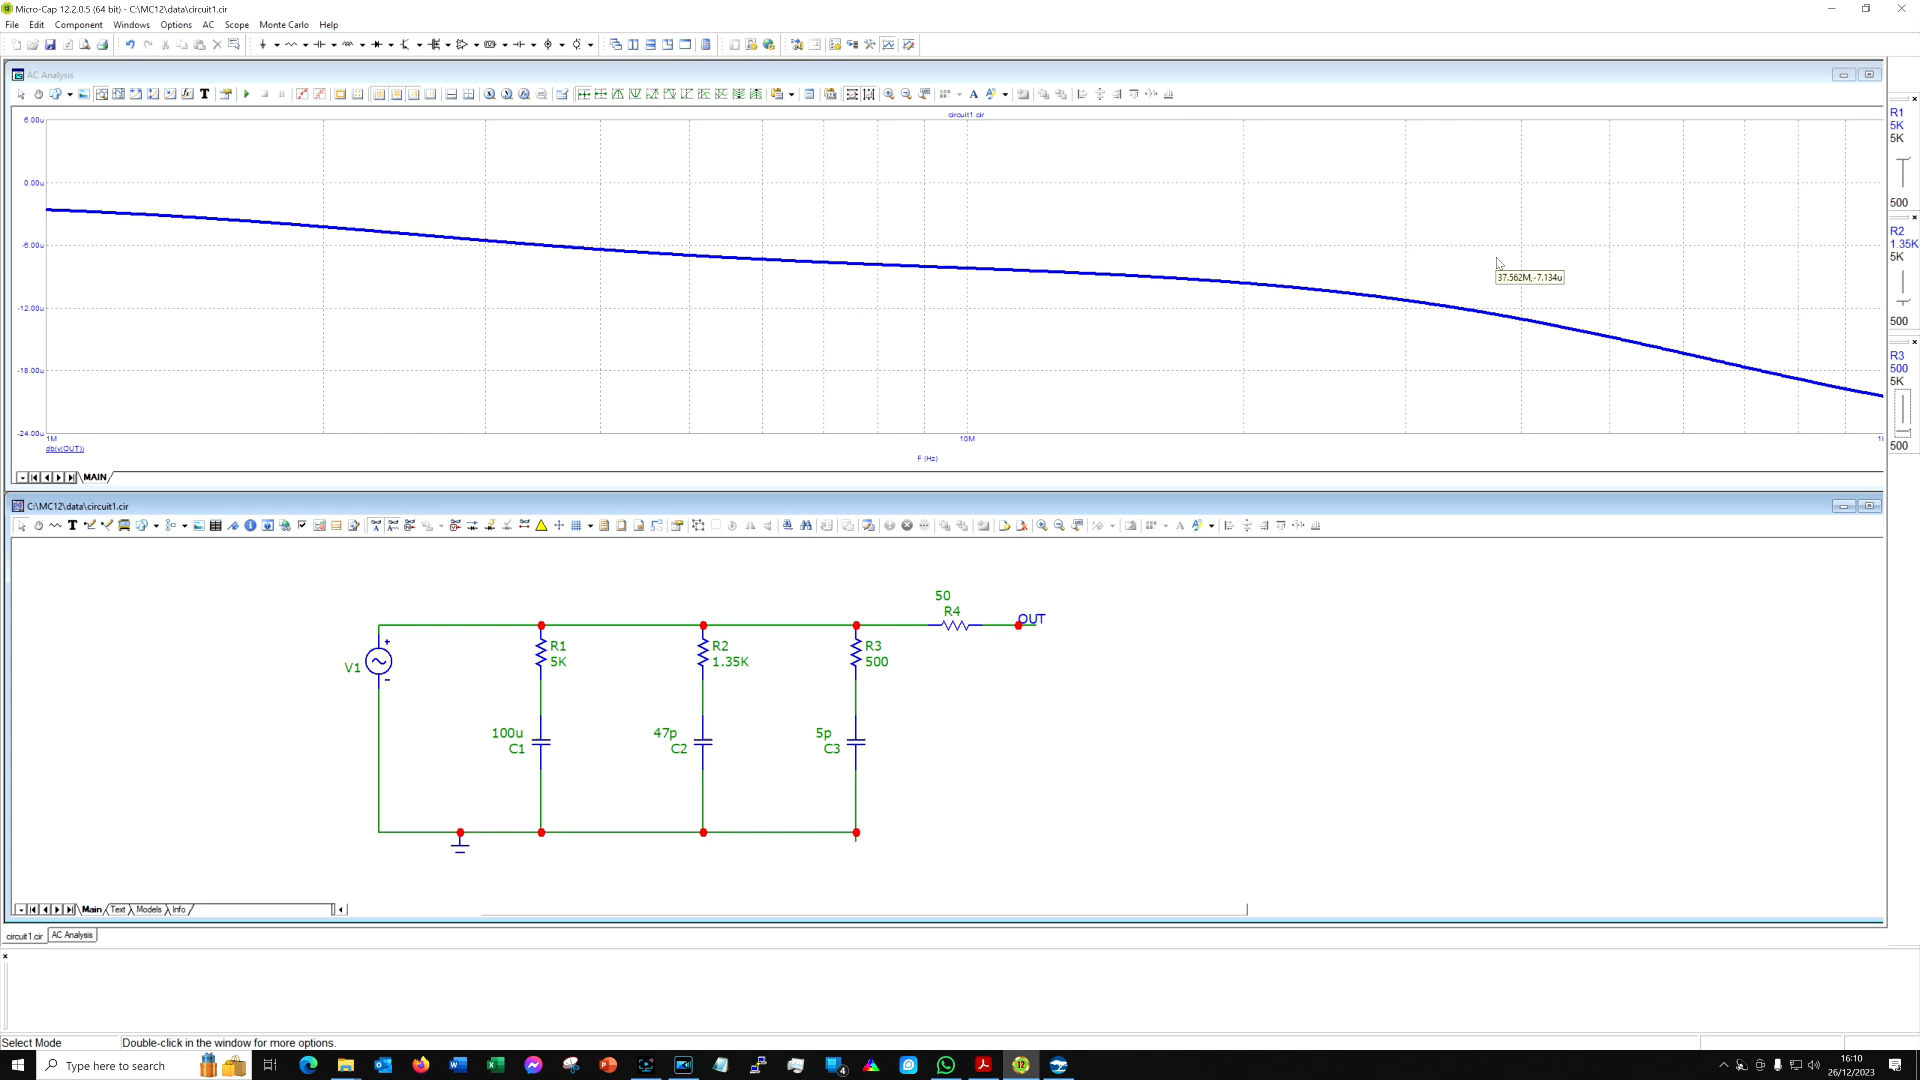 Micro-Cap 12.2.0.5 (64 bit) - C:\MC12\data\circuit1.cir
File Edit Component Windows Options AC Scope Monte Carlo Help
AC Analysis
circuit1.cir
6.00u
0.00u
-6.00u
-12.00u
-18.00u
-24.00u
37.562M,-7.134u
1M
10M
db(v(OUT))
F (Hz)
MAIN
R1
5K
5K
500
R2
1.35K
5K
500
R3
500
5K
500
C:\MC12\data\circuit1.cir
50
R4
OUT
V1
R1
5K
R2
1.35K
R3
500
100u
C1
47p
C2
5p
C3
Main Text Models Info
circuit1.cir AC Analysis
Select Mode Double-click in the window for more options.
Type here to search
4
12
16:10
26/12/2023